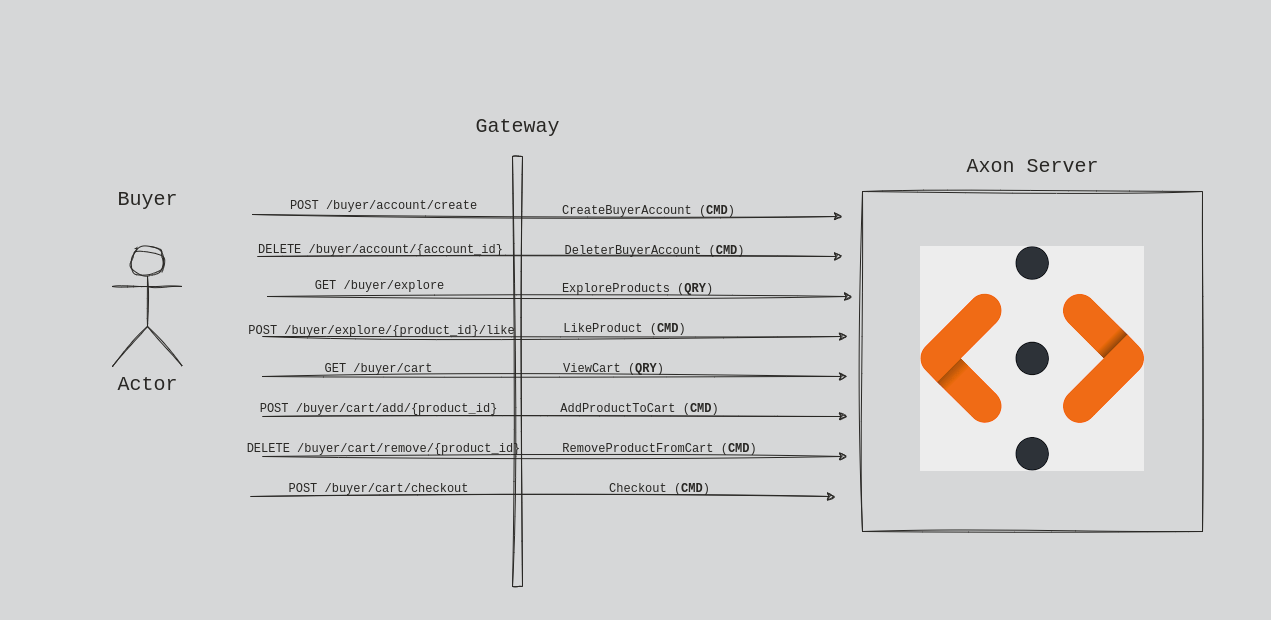 Gateway
Axon Server
Buyer
POST /buyer/account/create
CreateBuyerAccount (CMD)
DELETE /buyer/account/{account_id}
DeleterBuyerAccount (CMD)
GET /buyer/explore
ExploreProducts (QRY)
POST /buyer/explore/{product_id}/like
LikeProduct (CMD)
GET /buyer/cart
ViewCart (QRY)
Actor
POST /buyer/cart/add/{product_id}
AddProductToCart (CMD)
DELETE /buyer/cart/remove/{product_id}
RemoveProductFromCart (CMD)
POST /buyer/cart/checkout
Checkout (CMD)